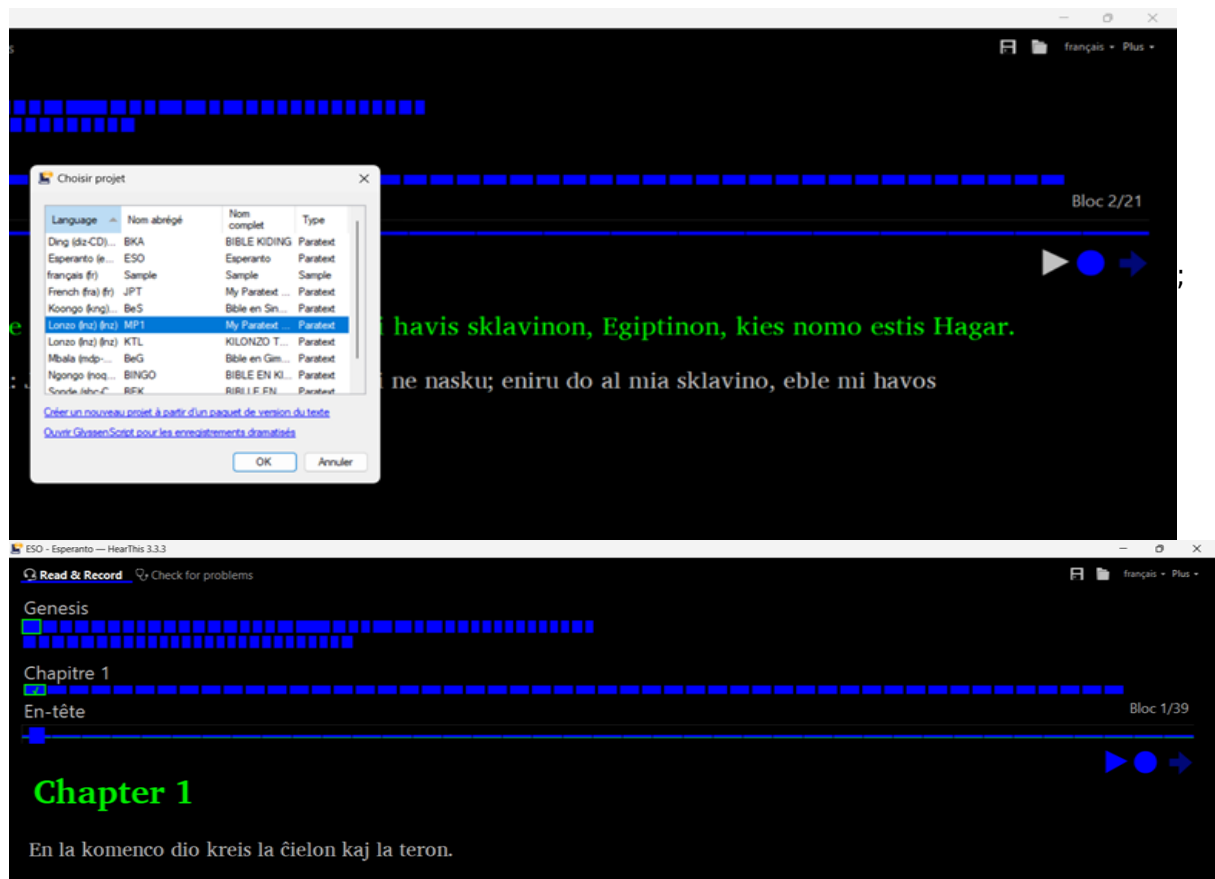 s
français Plus
Choisir projet
Bloc 2/21
Language Nom abrégé Nom complet Type
Ding (diz-CD)... BKA BIBLE KIDING Paratext
Esperanto (e... ESO Esperanto Paratext
français (fr) Sample Sample Sample
French (fra) (fr) JPT My Paratext ... Paratext
Koongo (kng)... BeS Bible en Sin... Paratext
Lonzo (lnz) (lnz) MP1 My Paratext ... Paratext
Lonzo (lnz) (lnz) KTL KILONZO T... Paratext
Mbala (mdp-... BeG Bible en Gim... Paratext
Ngongo (noq... BINGO BIBLE EN KI... Paratext
Sonde (shc-C... BEK BIBLE EN... Paratext
;
e i havis sklavinon, Egiptinon, kies nomo estis Hagar.
: J i ne nasku; eniru do al mia sklavino, eble mi havos
Créer un nouveau projet à partir d'un paquet de version du texte
Ouvrir GlyssenScript pour les enregistrements dramatisés
OK Annuler
ESO - Esperanto — HearThis 3.3.3
Read & Record Check for problems français Plus
Genesis
Chapitre 1
En-tête Bloc 1/39
Chapter 1
En la komenco dio kreis la ĉielon kaj la teron.